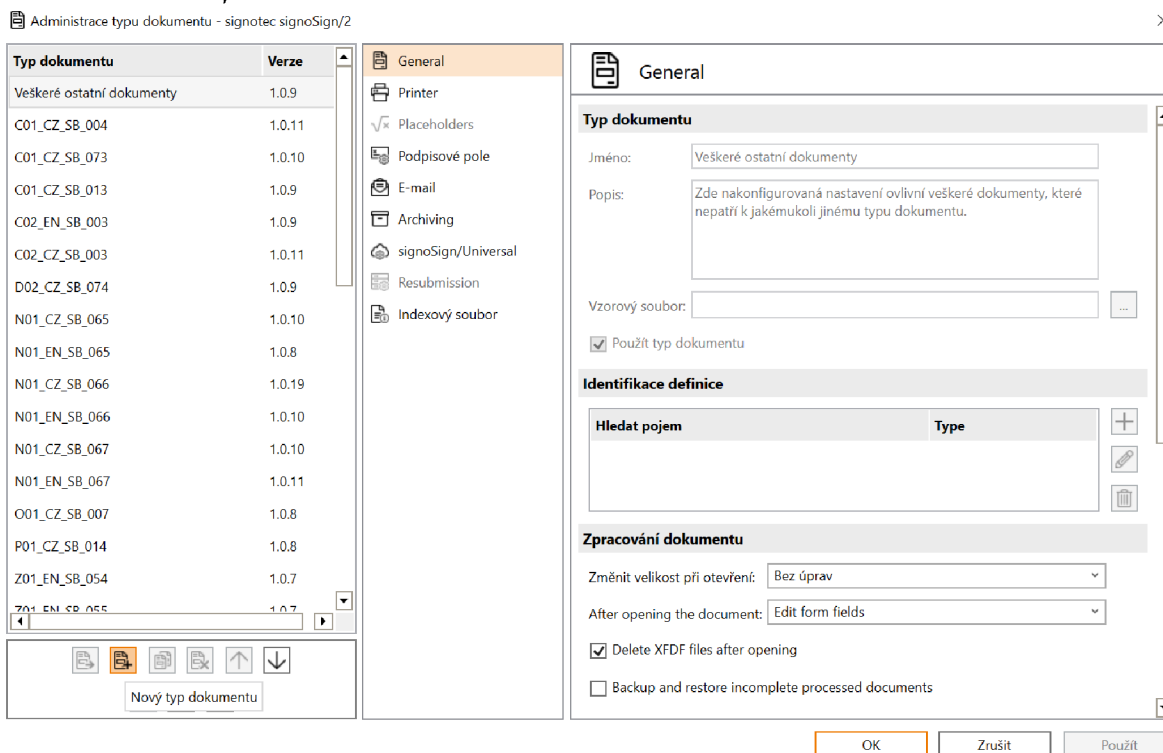 Administrace typu dokumentu - signotec signoSign/2
Typ dokumentu Verze
Veškeré ostatní dokumenty 1.0.9
C01_CZ_SB_004 1.0.11
C01_CZ_SB_073 1.0.10
C01_CZ_SB_013 1.0.9
C02_EN_SB_003 1.0.9
C02_CZ_SB_003 1.0.11
D02_CZ_SB_074 1.0.9
N01_CZ_SB_065 1.0.10
N01_EN_SB_065 1.0.8
N01_CZ_SB_066 1.0.19
N01_EN_SB_066 1.0.10
N01_CZ_SB_067 1.0.10
N01_EN_SB_067 1.0.11
O01_CZ_SB_007 1.0.8
P01_CZ_SB_014 1.0.8
Z01_EN_SB_054 1.0.7
Z01_EN_SB_055 1.0.7
Nový typ dokumentu
General
Printer
Placeholders
Podpisové pole
E-mail
Archiving
signoSign/Universal
Resubmission
Indexový soubor
General
Typ dokumentu
Jméno: Veškeré ostatní dokumenty
Popis: Zde nakonfigurovaná nastavení ovlivní veškeré dokumenty, které
nepatří k jakémukoli jinému typu dokumentu.
Vzorový soubor: ...
Použít typ dokumentu
Identifikace definice
Hledat pojem Type
Zpracování dokumentu
Změnit velikost při otevření: Bez úprav
After opening the document: Edit form fields
Delete XFDF files after opening
Backup and restore incomplete processed documents
OK Zrušit Použít